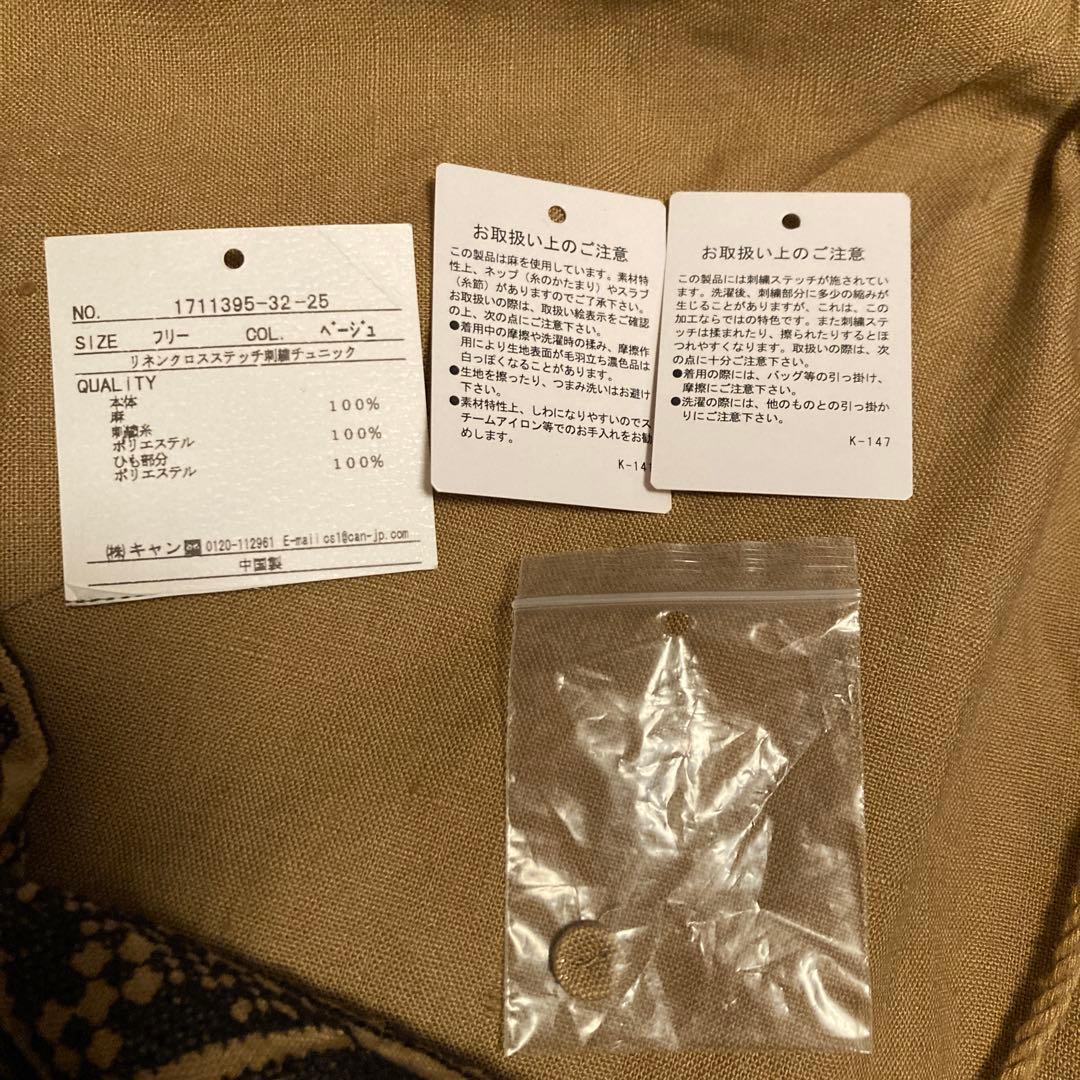 NO. 1711395-32-25
SIZE フリー COL. ベージュ
リネンクロスステッチ刺繍チュニック
QUALITY
本体
麻 100%
刺繍糸
ポリエステル 100%
ひも部分
ポリエステル 100%
㈱キャン 0120-112961 E-mail cs1@can-jp.com
中国製
お取扱い上のご注意
この製品は麻を使用しています。素材特
性上、ネップ(糸のかたまり)やスラブ
(糸節)がありますのでご了承下さい。
お取扱いの際は、取扱い絵表示をご確認
の上、次の点にご注意下さい。
●着用中の摩擦や洗濯時の揉み、摩擦作
用により生地表面が毛羽立ち濃色品は
白っぽくなることがあります。
●生地を擦ったり、つまみ洗いはお避け
下さい。
●素材特性上、しわになりやすいのでス
チームアイロン等でのお手入れをお勧
めします。
K-141
お取扱い上のご注意
この製品には刺繍ステッチが施されてい
ます。洗濯後、刺繍部分に多少の縮みが
生じることがありますが、これは、この
加工ならではの特色です。また刺繍ステ
ッチは揉まれたり、擦られたりするとほ
つれやすくなります。取扱いの際は、次
の点に十分ご注意下さい。
●着用の際には、バッグ等の引っ掛け、
摩擦にご注意下さい。
●洗濯の際には、他のものとの引っ掛か
りにご注意下さい。
K-147